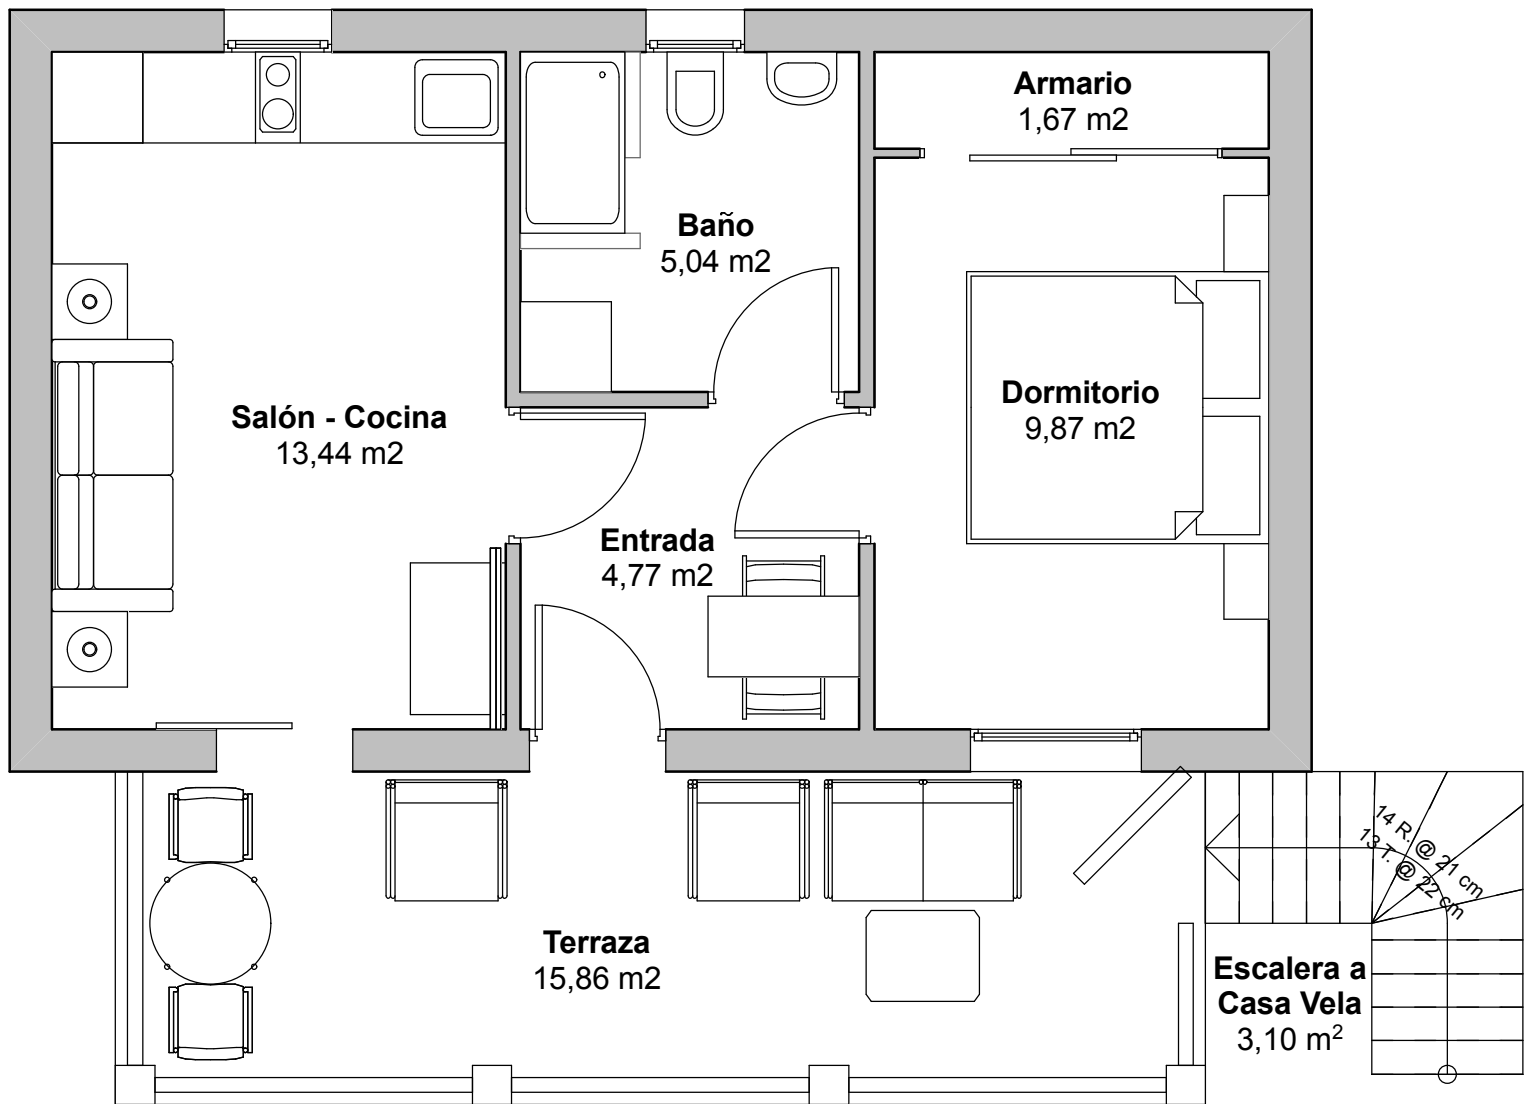 Armario
1,67 m2
Baño
5,04 m2
Dormitorio
9,87 m2
Salón - Cocina
13,44 m2
Entrada
4,77 m2
14 R. @ 21 cm
13 T. @ 22 cm
Terraza
15,86 m2
Escalera a
Casa Vela
3,10 m²